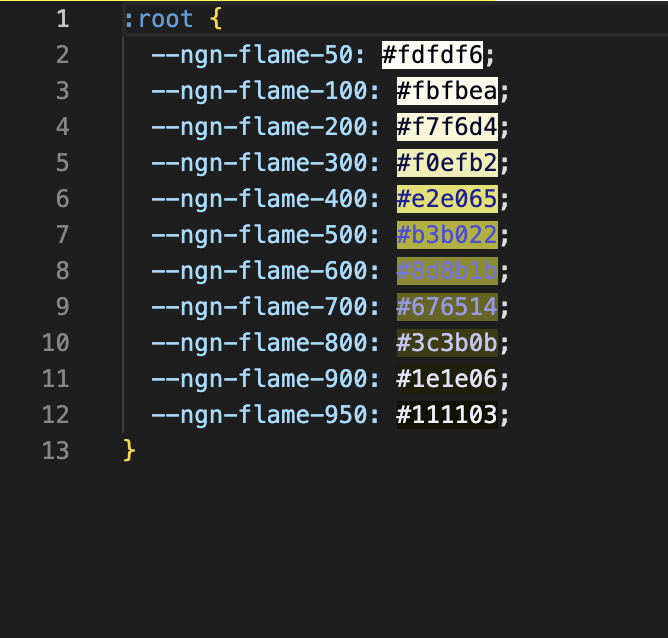 1 :root {
2 --ngn-flame-50: #fdfdf6;
3 --ngn-flame-100: #fbfbea;
4 --ngn-flame-200: #f7f6d4;
5 --ngn-flame-300: #f0efb2;
6 --ngn-flame-400: #e2e065;
7 --ngn-flame-500: #b3b022;
8 --ngn-flame-600: #8d8b1b;
9 --ngn-flame-700: #676514;
10 --ngn-flame-800: #3c3b0b;
11 --ngn-flame-900: #1e1e06;
12 --ngn-flame-950: #111103;
13 }